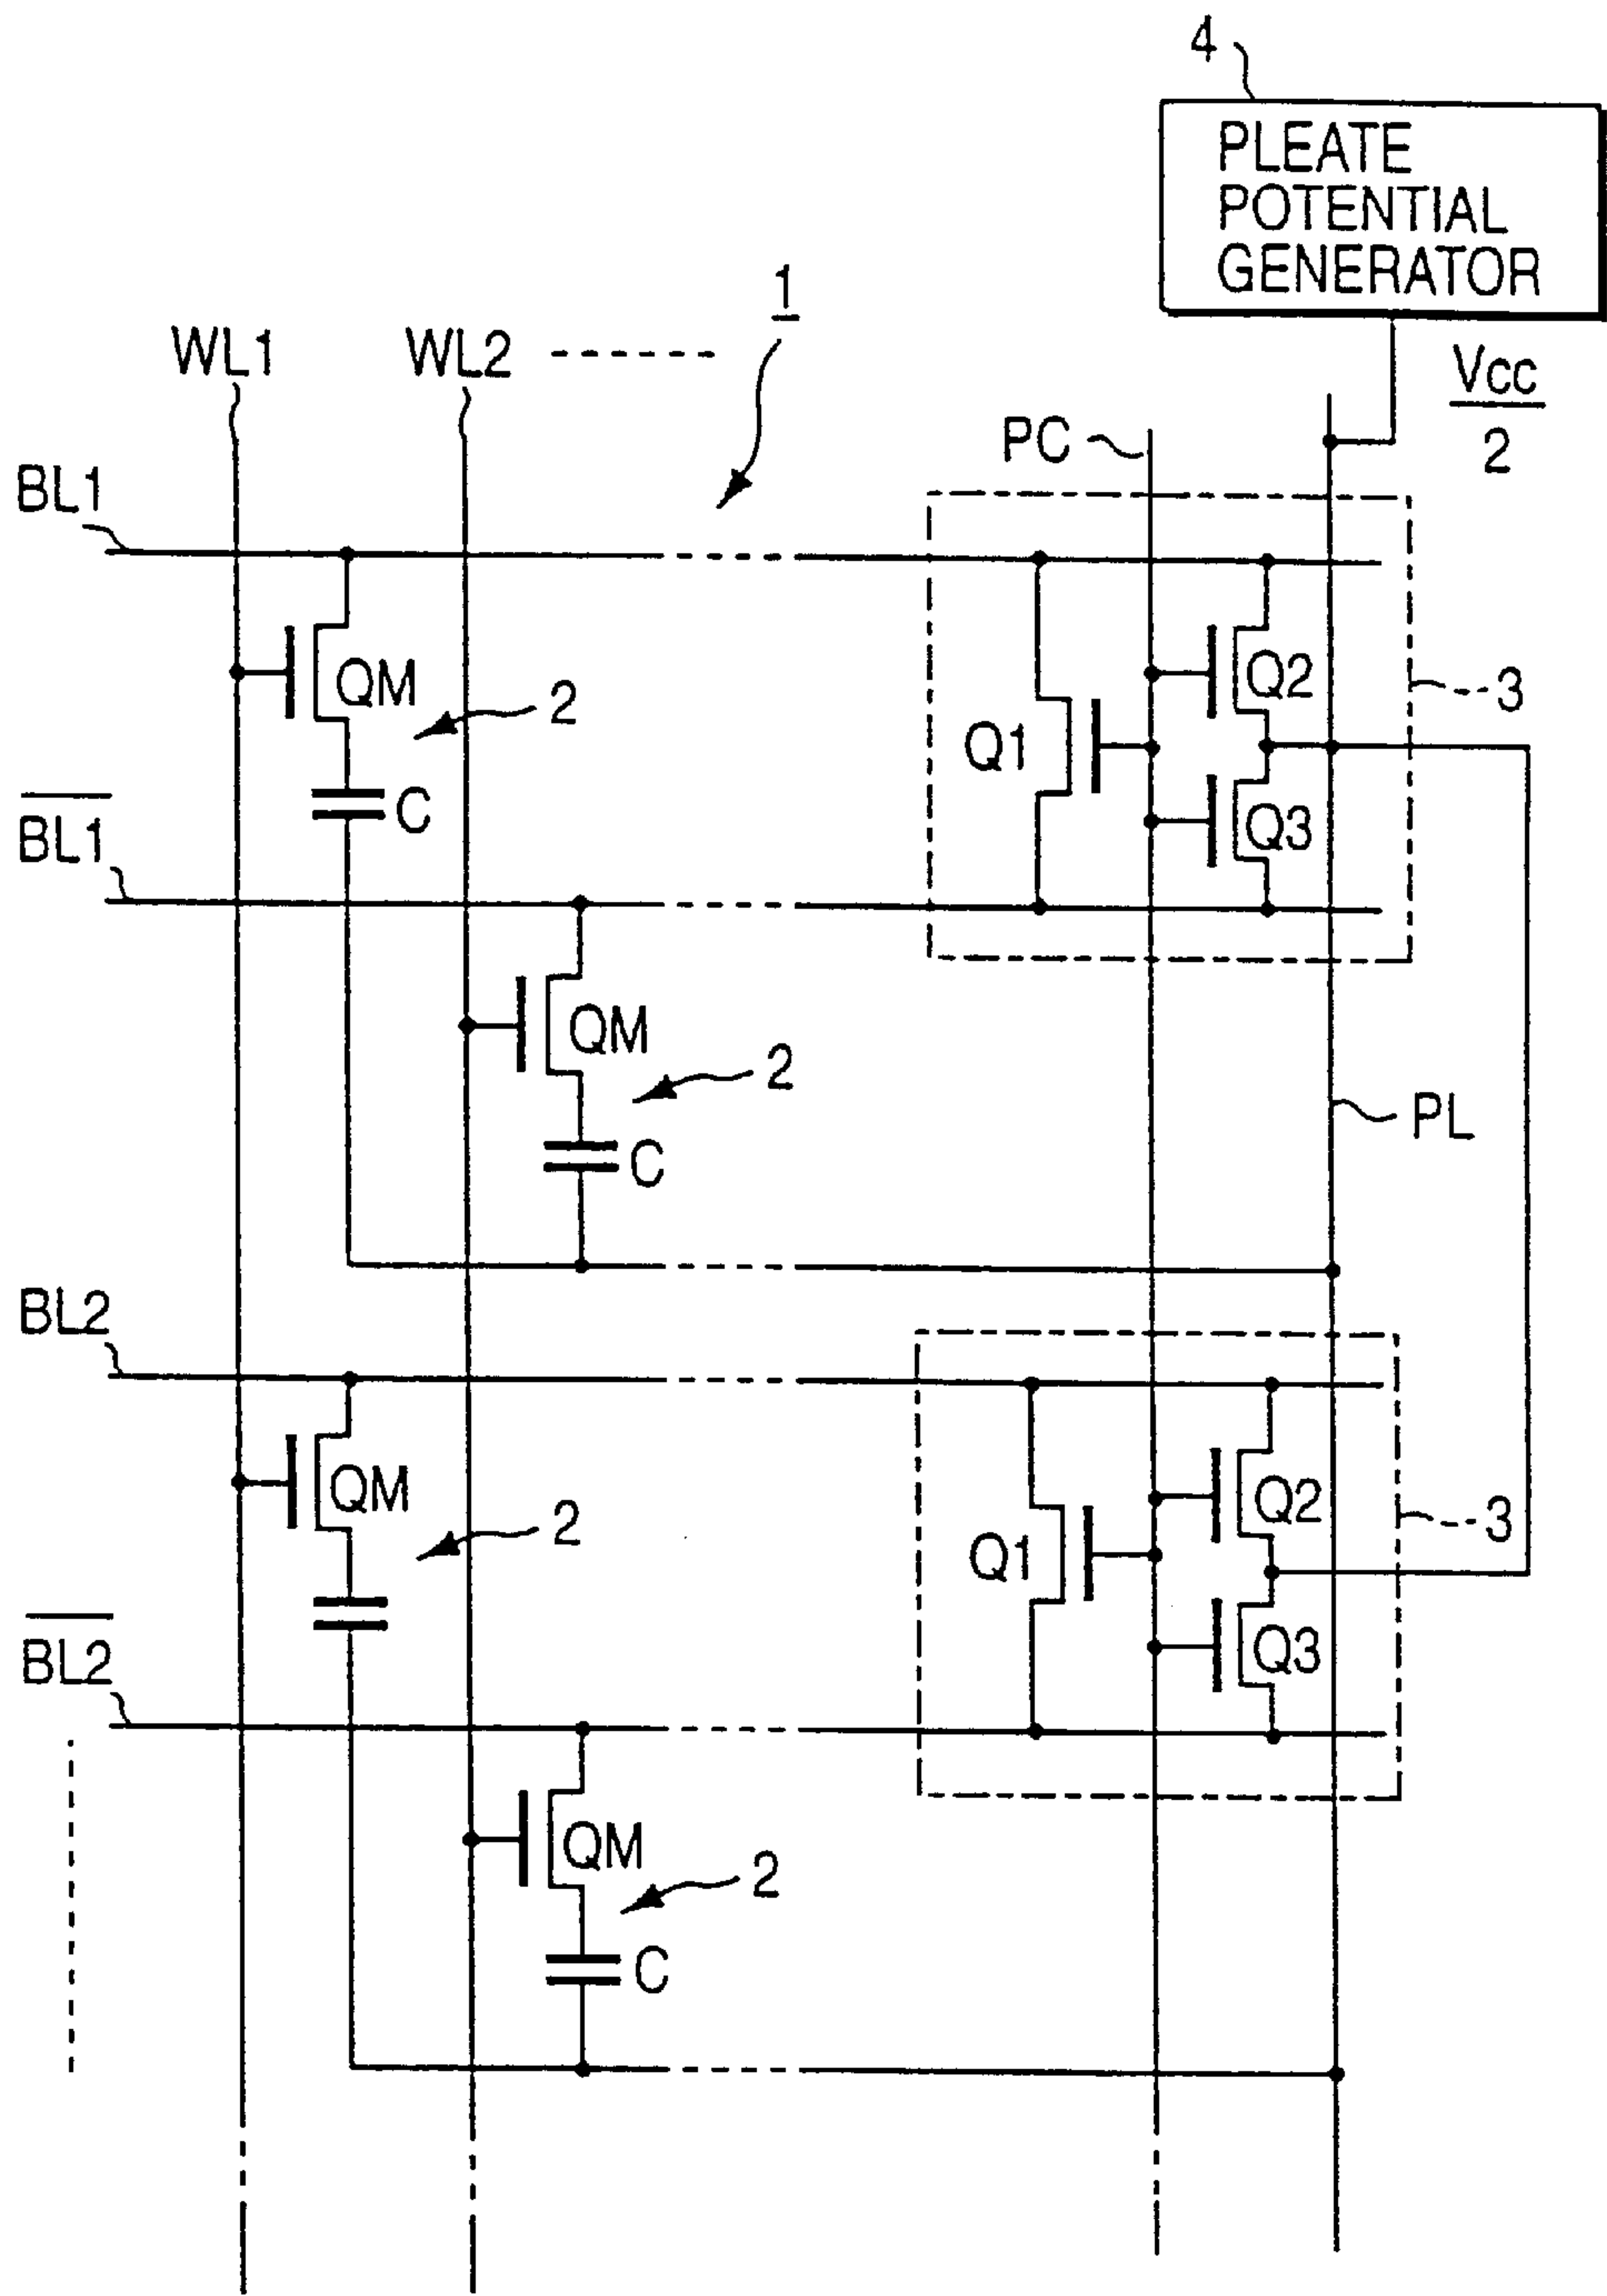 4
PLEATE
POTENTIAL
GENERATOR
1
WL1 WL2
Vcc
2
PC
BL1
QM
2
Q2
3
Q1
C
BL1
Q3
QM
2
PL
C
BL2
QM
2
Q2
3
Q1
BL2
Q3
QM
2
C